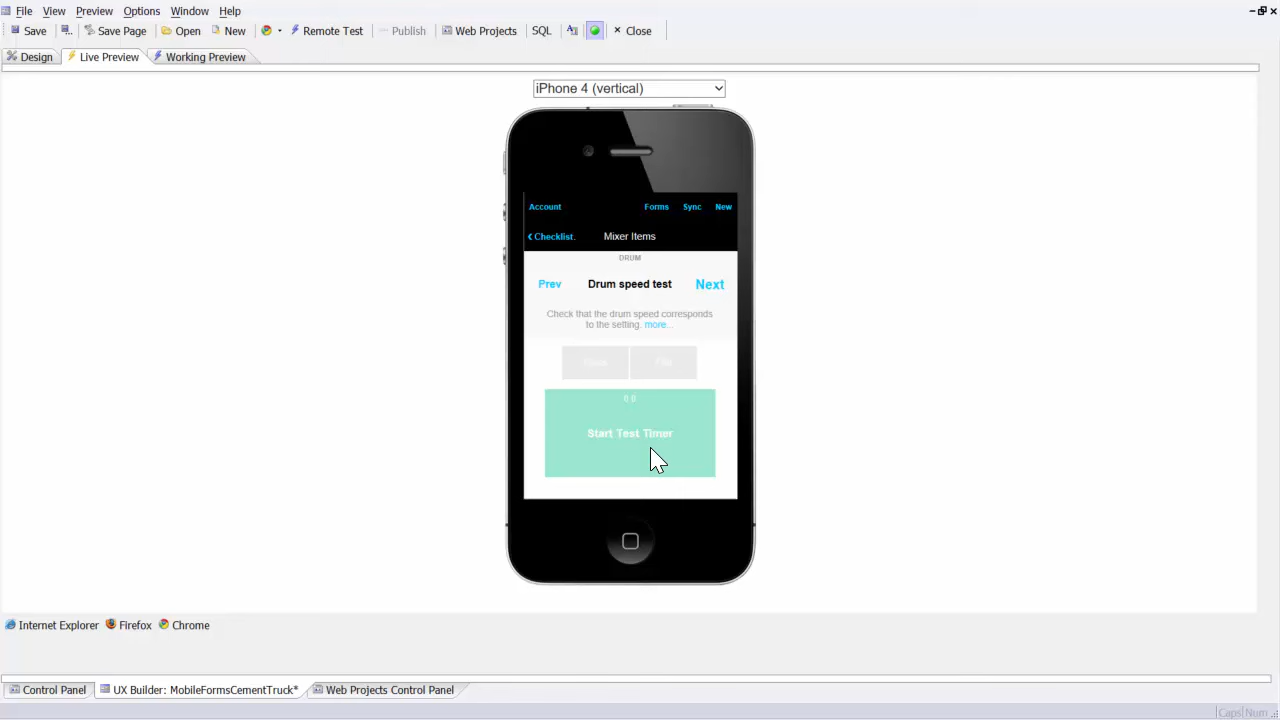 File View Preview Options Window Help
Save Save Page Open New Remote Test Publish Web Projects SQL Close
Design Live Preview Working Preview
iPhone 4 (vertical)
Account Forms Sync New
Checklist. Mixer Items
DRUM
Prev Drum speed test Next
Check that the drum speed corresponds
to the setting. more...
0.0
Start Test Timer
Internet Explorer Firefox Chrome
Control Panel UX Builder: MobileFormsCementTruck* Web Projects Control Panel
Caps Num